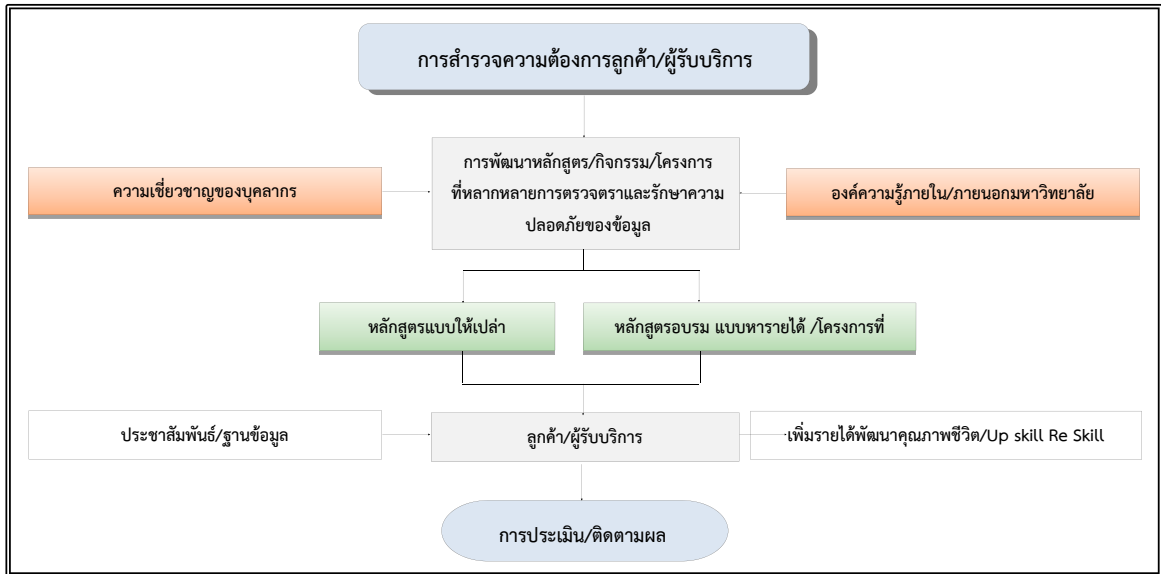 การสำรวจความต้องการลูกค้า/ผู้รับบริการ
การพัฒนาหลักสูตร/กิจกรรม/โครงการ
ที่หลากหลายการตรวจตราและรักษาความ
ปลอดภัยของข้อมูล
ความเชี่ยวชาญของบุคลากร
องค์ความรู้ภายใน/ภายนอกมหาวิทยาลัย
หลักสูตรแบบให้เปล่า
หลักสูตรอบรม แบบหารายได้ /โครงการที่
ประชาสัมพันธ์/ฐานข้อมูล
ลูกค้า/ผู้รับบริการ
เพิ่มรายได้พัฒนาคุณภาพชีวิต/Up skill Re Skill
การประเมิน/ติดตามผล